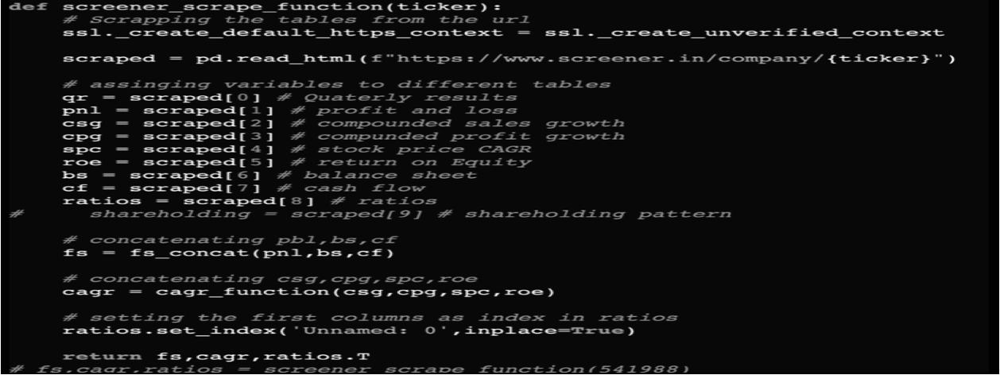 def screener_scrape_function(ticker):
    # Scrapping the tables from the url
    ssl._create_default_https_context = ssl._create_unverified_context
    scraped = pd.read_html(f"https://www.screener.in/company/{ticker}")
    # assinging variables to different tables
    qr = scraped[0] # Quaterly results
    pnl = scraped[1] # profit and loss
    csg = scraped[2] # compounded sales growth
    cpg = scraped[3] # compunded profit growth
    spc = scraped[4] # stock price CAGR
    roe = scraped[5] # return on Equity
    bs = scraped[6] # balance sheet
    cf = scraped[7] # cash flow
    ratios = scraped[8] # ratios
#     shareholding = scraped[9] # shareholding pattern
    # concatenating pbl,bs,cf
    fs = fs_concat(pnl,bs,cf)
    # concatenating csg,cpg,spc,roe
    cagr = cagr_function(csg,cpg,spc,roe)
    # setting the first columns as index in ratios
    ratios.set_index('Unnamed: 0',inplace=True)
    return fs,cagr,ratios.T
# fs,cagr,ratios = screener_scrape_function(541988)